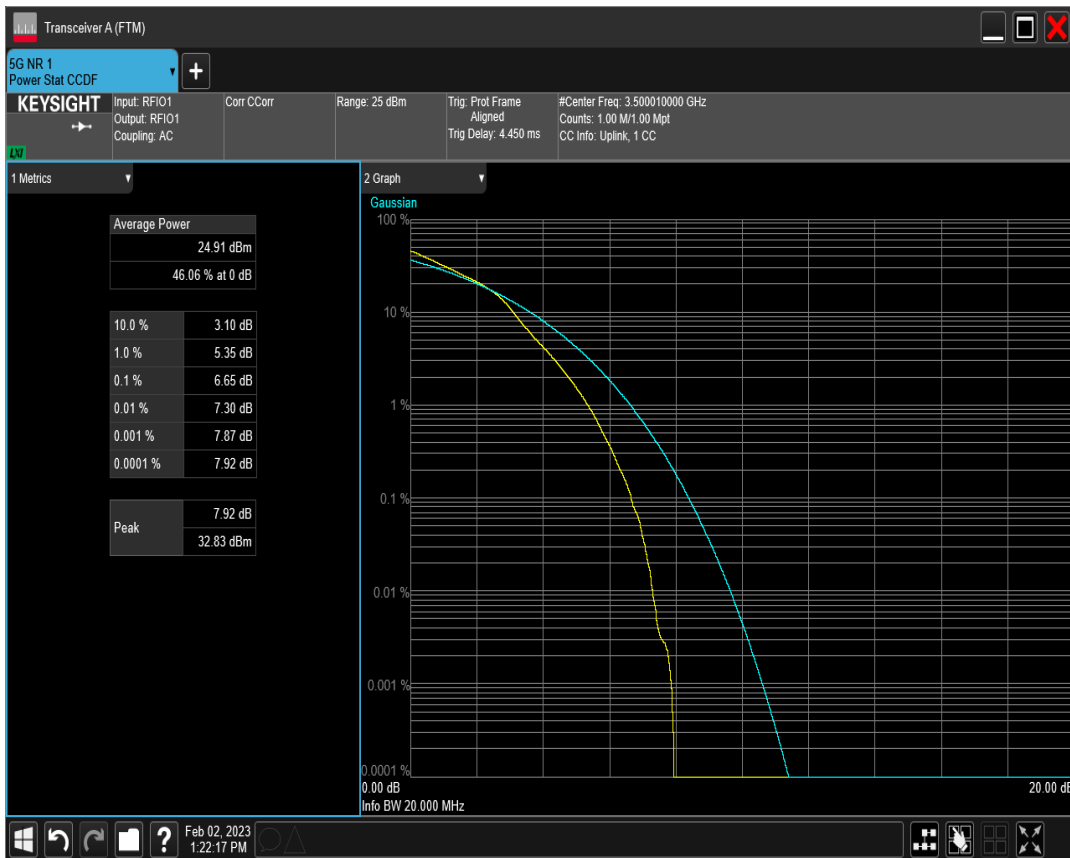 Transceiver A (FTM)
5G NR 1
Power Stat CCDF
+
KEYSIGHT
LXI
Input: RFIO1
Output: RFIO1
Coupling: AC
Corr CCorr
Range: 25 dBm
Trig: Prot Frame
Aligned
Trig Delay: 4.450 ms
#Center Freq: 3.500010000 GHz
Counts: 1.00 M/1.00 Mpt
CC Info: Uplink, 1 CC
1 Metrics
Average Power
24.91 dBm
46.06 % at 0 dB
10.0 % 3.10 dB
1.0 % 5.35 dB
0.1 % 6.65 dB
0.01 % 7.30 dB
0.001 % 7.87 dB
0.0001 % 7.92 dB
Peak
7.92 dB
32.83 dBm
2 Graph
Gaussian
100 %
10 %
1 %
0.1 %
0.01 %
0.001 %
0.0001 %
0.00 dB 20.00 dB
Info BW 20.000 MHz
?
Feb 02, 2023
1:22:17 PM